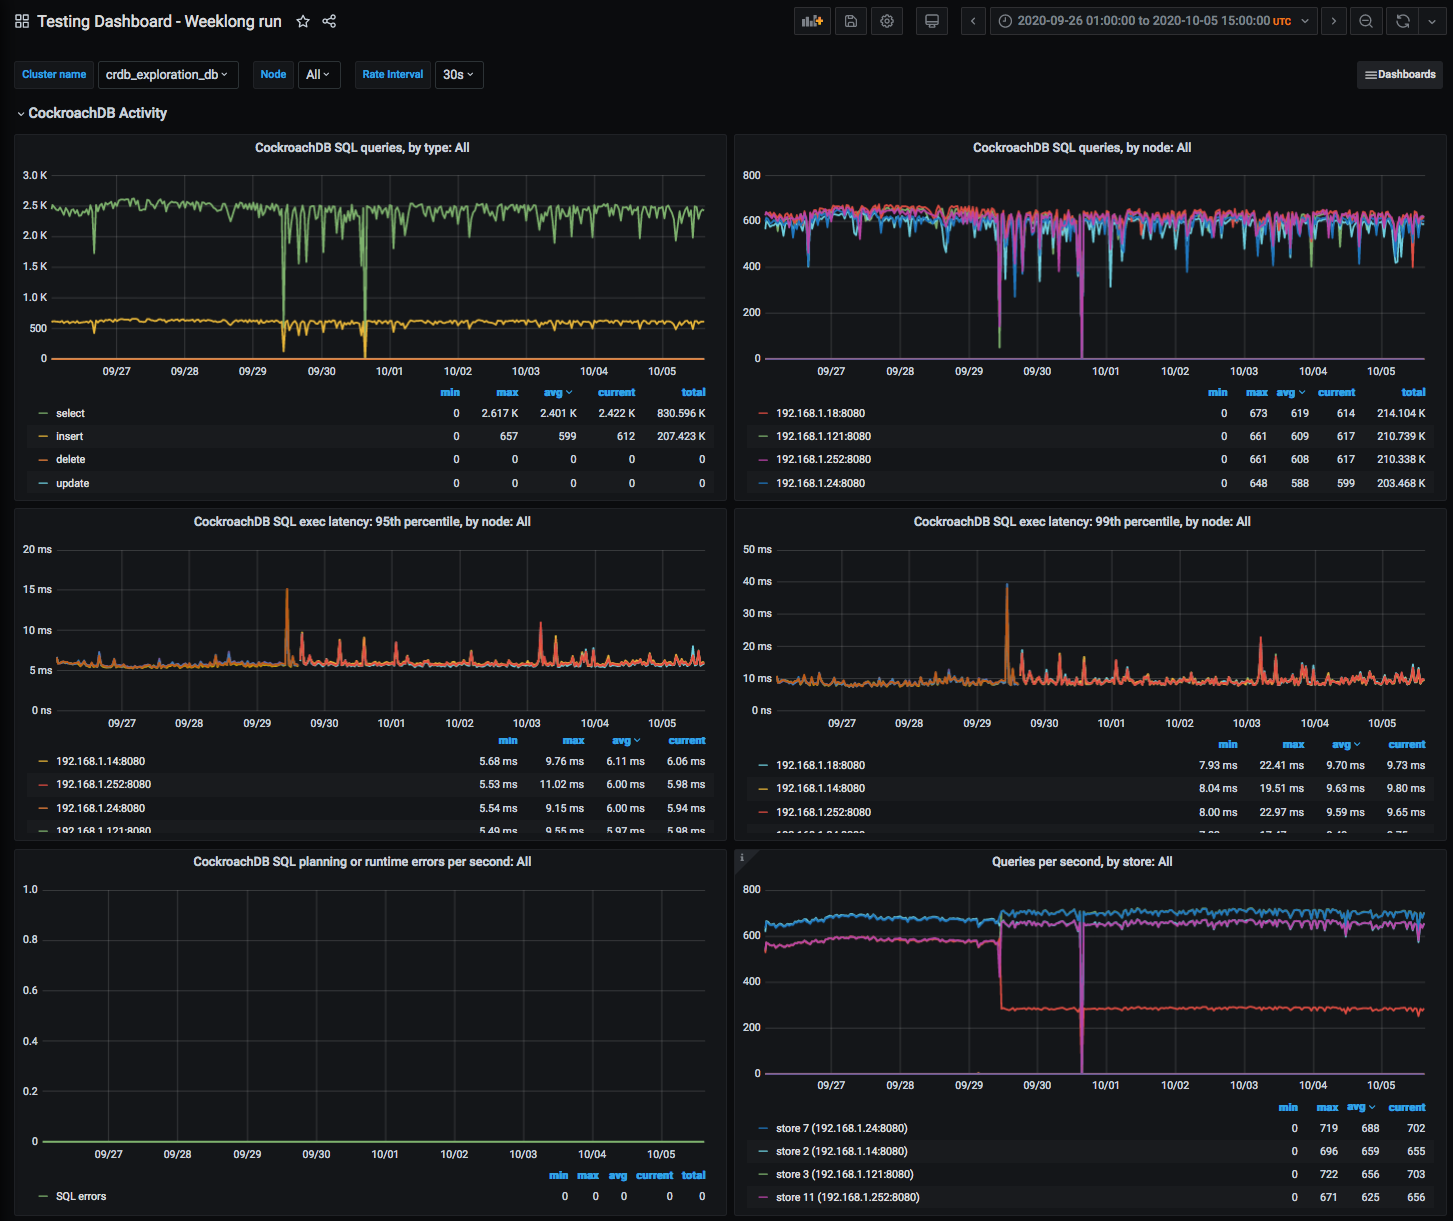 Testing Dashboard - Weeklong run
2020-09-26 01:00:00 to 2020-10-05 15:00:00 UTC
Cluster name crdb_exploration_db Node All Rate Interval 30s Dashboards
CockroachDB Activity
CockroachDB SQL queries, by type: All
3.0 K
2.5 K
2.0 K
1.5 K
1.0 K
500
0
09/27 09/28 09/29 09/30 10/01 10/02 10/03 10/04 10/05
min max avg current total
select 0 2.617 K 2.401 K 2.422 K 830.596 K
insert 0 657 599 612 207.423 K
delete 0 0 0 0 0
update 0 0 0 0 0
CockroachDB SQL queries, by node: All
800
600
400
200
0
09/27 09/28 09/29 09/30 10/01 10/02 10/03 10/04 10/05
min max avg current total
192.168.1.18:8080 0 673 619 614 214.104 K
192.168.1.121:8080 0 661 609 617 210.739 K
192.168.1.252:8080 0 661 608 617 210.338 K
192.168.1.24:8080 0 648 588 599 203.468 K
CockroachDB SQL exec latency: 95th percentile, by node: All
20 ms
15 ms
10 ms
5 ms
0 ns
09/27 09/28 09/29 09/30 10/01 10/02 10/03 10/04 10/05
min max avg current
192.168.1.14:8080 5.68 ms 9.76 ms 6.11 ms 6.06 ms
192.168.1.252:8080 5.53 ms 11.02 ms 6.00 ms 5.98 ms
192.168.1.24:8080 5.54 ms 9.15 ms 6.00 ms 5.94 ms
192.168.1.121:8080 5.49 ms 9.55 ms 5.97 ms 5.98 ms
CockroachDB SQL exec latency: 99th percentile, by node: All
50 ms
40 ms
30 ms
20 ms
10 ms
0 ns
09/27 09/28 09/29 09/30 10/01 10/02 10/03 10/04 10/05
min max avg current
192.168.1.18:8080 7.93 ms 22.41 ms 9.70 ms 9.73 ms
192.168.1.14:8080 8.04 ms 19.51 ms 9.63 ms 9.80 ms
192.168.1.252:8080 8.00 ms 22.97 ms 9.59 ms 9.65 ms
CockroachDB SQL planning or runtime errors per second: All
1.0
0.8
0.6
0.4
0.2
0
09/27 09/28 09/29 09/30 10/01 10/02 10/03 10/04 10/05
min max avg current total
SQL errors 0 0 0 0 0
i
Queries per second, by store: All
800
600
400
200
0
09/27 09/28 09/29 09/30 10/01 10/02 10/03 10/04 10/05
min max avg current
store 7 (192.168.1.24:8080) 0 719 688 702
store 2 (192.168.1.14:8080) 0 696 659 655
store 3 (192.168.1.121:8080) 0 722 656 703
store 11 (192.168.1.252:8080) 0 671 625 656